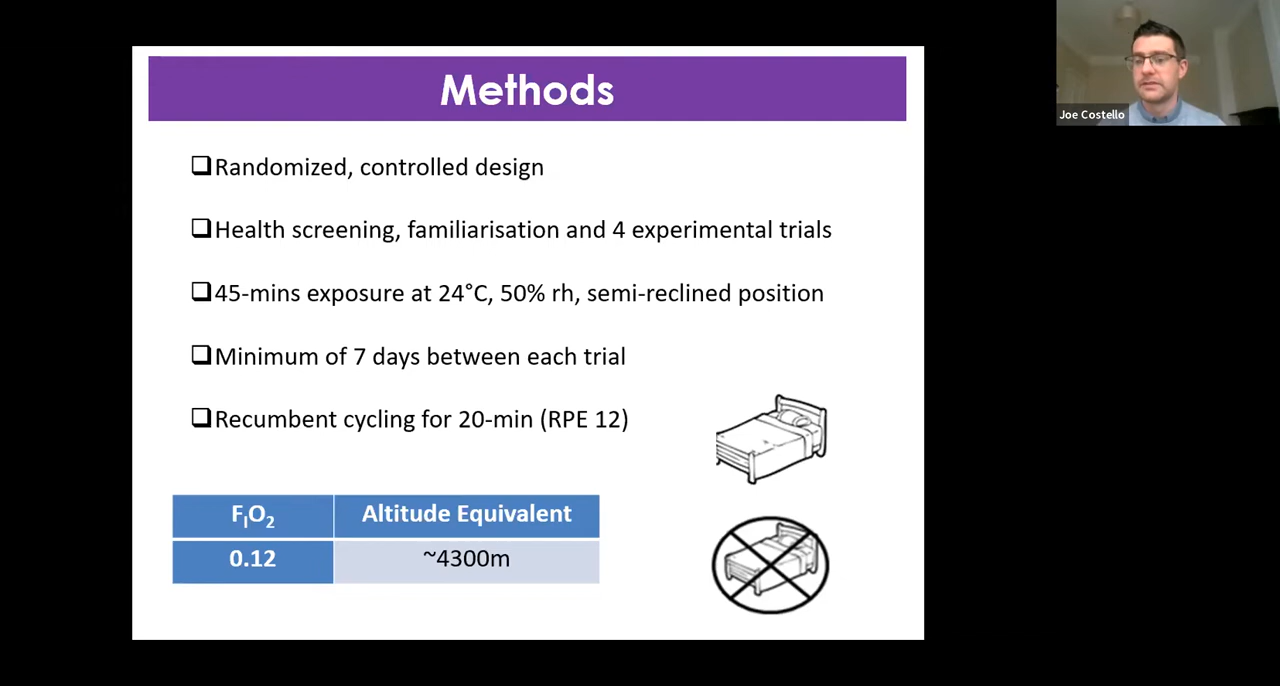 Methods
Randomized, controlled design
Health screening, familiarisation and 4 experimental trials
45-mins exposure at 24°C, 50% rh, semi-reclined position
Minimum of 7 days between each trial
Recumbent cycling for 20-min (RPE 12)
FIO2 Altitude Equivalent
0.12 ~4300m
Joe Costello